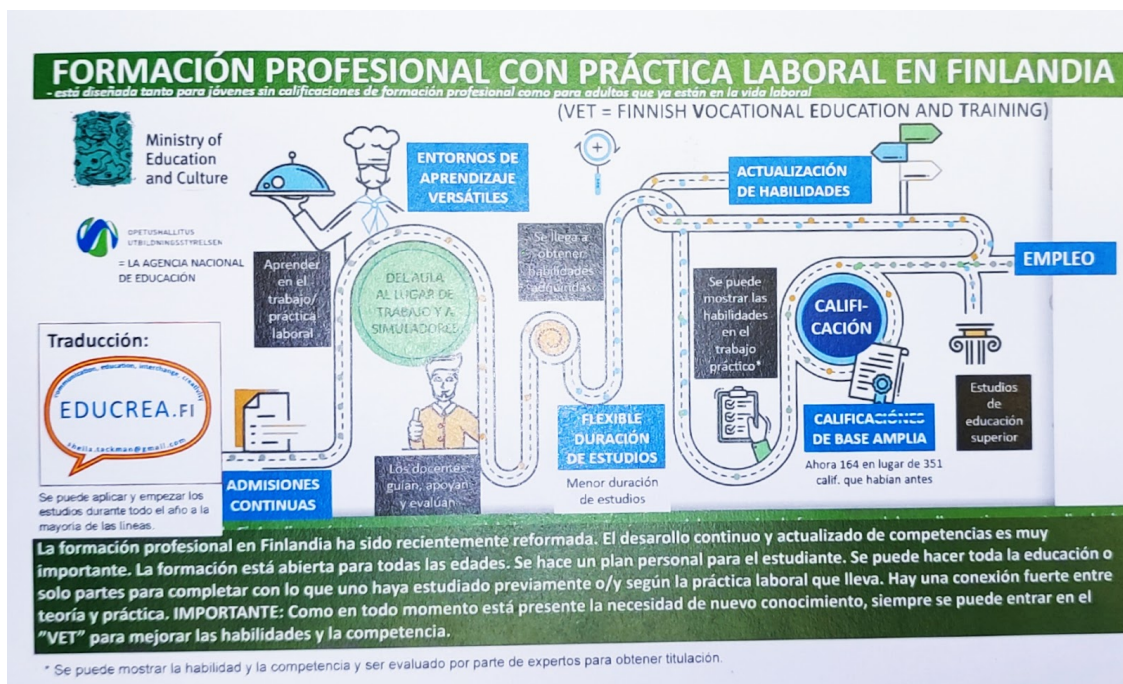 FORMACIÓN PROFESIONAL CON PRÁCTICA LABORAL EN FINLANDIA
- está diseñada tanto para jóvenes sin calificaciones de formación profesional como para adultos que ya están en la vida laboral
(VET = FINNISH VOCATIONAL EDUCATION AND TRAINING)
Ministry of
Education
and Culture
OPETUSHALLITUS
UTBILDNINGSSTYRELSEN
= LA AGENCIA NACIONAL
DE EDUCACIÓN
ENTORNOS DE
APRENDIZAJE
VERSÁTILES
ACTUALIZACIÓN
DE HABILIDADES
Aprender
en el
trabajo/
práctica
laboral
DEL AULA
AL LUGAR DE
TRABAJO Y A
SIMULADORES
Se llega a
obtener
habilidades
adquiridas
Se puede
mostrar las
habilidades
en el
trabajo
práctico*
CALIFI-
CACIÓN
EMPLEO
Traducción:
communication, education, interchange, creativity
EDUCREA.FI
sheila.tackman@gmail.com
Se puede aplicar y empezar los
estudios durante todo el año a la
mayoria de las lineas.
ADMISIONES
CONTINUAS
Los docentes
guían, apoyan
y evalúan
FLEXIBLE
DURACIÓN
DE ESTUDIOS
Menor duración
de estudios
CALIFICACIÓNES
DE BASE AMPLIA
Ahora 164 en lugar de 351
calif. que habían antes
Estudios
de
educación
superior
La formación profesional en Finlandia ha sido recientemente reformada. El desarollo continuo y actualizado de competencias es muy
importante. La formación está abierta para todas las edades. Se hace un plan personal para el estudiante. Se puede hacer toda la educación o
solo partes para completar con lo que uno haya estudiado previamente o/y según la práctica laboral que lleva. Hay una conexión fuerte entre
teoría y práctica. IMPORTANTE: Como en todo momento está presente la necesidad de nuevo conocimiento, siempre se puede entrar en el
"VET" para mejorar las habilidades y la competencia.
* Se puede mostrar la habilidad y la competencia y ser evaluado por parte de expertos para obtener titulación.